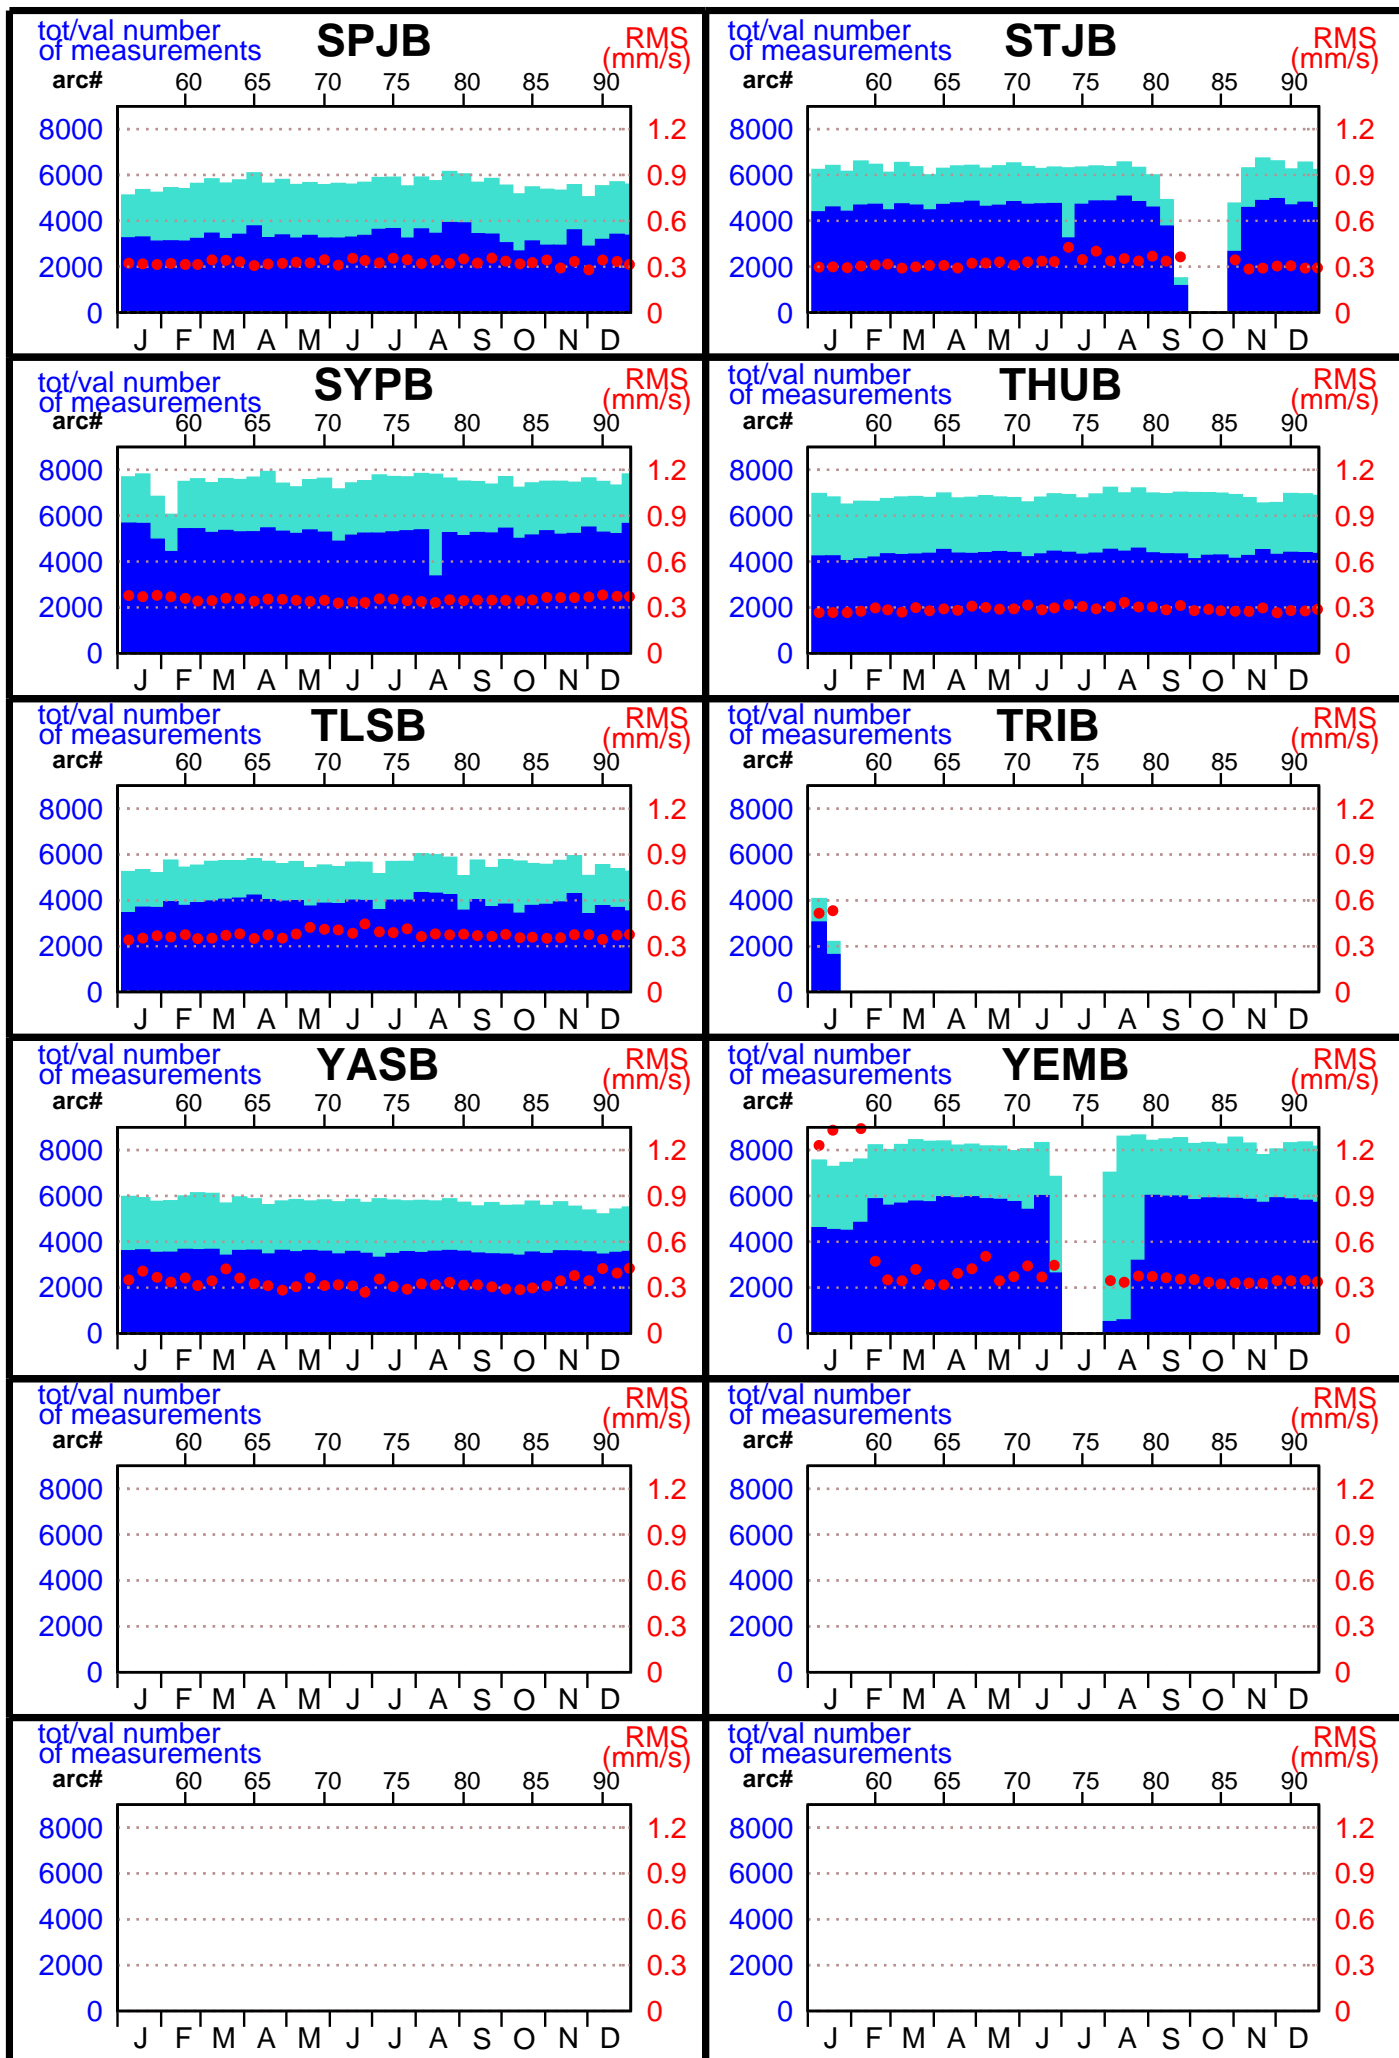 tot/val number
of measurements
SPJB
RMS
(mm/s)
arc#
60 65 70 75 80 85 90
8000 1.2
6000 0.9
4000 0.6
2000 0.3
0 0
J F M A M J J A S O N D
tot/val number
of measurements
STJB
RMS
(mm/s)
arc#
60 65 70 75 80 85 90
8000 1.2
6000 0.9
4000 0.6
2000 0.3
0 0
J F M A M J J A S O N D
tot/val number
of measurements
SYPB
RMS
(mm/s)
arc#
60 65 70 75 80 85 90
8000 1.2
6000 0.9
4000 0.6
2000 0.3
0 0
J F M A M J J A S O N D
tot/val number
of measurements
THUB
RMS
(mm/s)
arc#
60 65 70 75 80 85 90
8000 1.2
6000 0.9
4000 0.6
2000 0.3
0 0
J F M A M J J A S O N D
tot/val number
of measurements
TLSB
RMS
(mm/s)
arc#
60 65 70 75 80 85 90
8000 1.2
6000 0.9
4000 0.6
2000 0.3
0 0
J F M A M J J A S O N D
tot/val number
of measurements
TRIB
RMS
(mm/s)
arc#
60 65 70 75 80 85 90
8000 1.2
6000 0.9
4000 0.6
2000 0.3
0 0
J F M A M J J A S O N D
tot/val number
of measurements
YASB
RMS
(mm/s)
arc#
60 65 70 75 80 85 90
8000 1.2
6000 0.9
4000 0.6
2000 0.3
0 0
J F M A M J J A S O N D
tot/val number
of measurements
YEMB
RMS
(mm/s)
arc#
60 65 70 75 80 85 90
8000 1.2
6000 0.9
4000 0.6
2000 0.3
0 0
J F M A M J J A S O N D
tot/val number
of measurements
RMS
(mm/s)
arc#
60 65 70 75 80 85 90
8000 1.2
6000 0.9
4000 0.6
2000 0.3
0 0
J F M A M J J A S O N D
tot/val number
of measurements
RMS
(mm/s)
arc#
60 65 70 75 80 85 90
8000 1.2
6000 0.9
4000 0.6
2000 0.3
0 0
J F M A M J J A S O N D
tot/val number
of measurements
RMS
(mm/s)
arc#
60 65 70 75 80 85 90
8000 1.2
6000 0.9
4000 0.6
2000 0.3
0 0
J F M A M J J A S O N D
tot/val number
of measurements
RMS
(mm/s)
arc#
60 65 70 75 80 85 90
8000 1.2
6000 0.9
4000 0.6
2000 0.3
0 0
J F M A M J J A S O N D